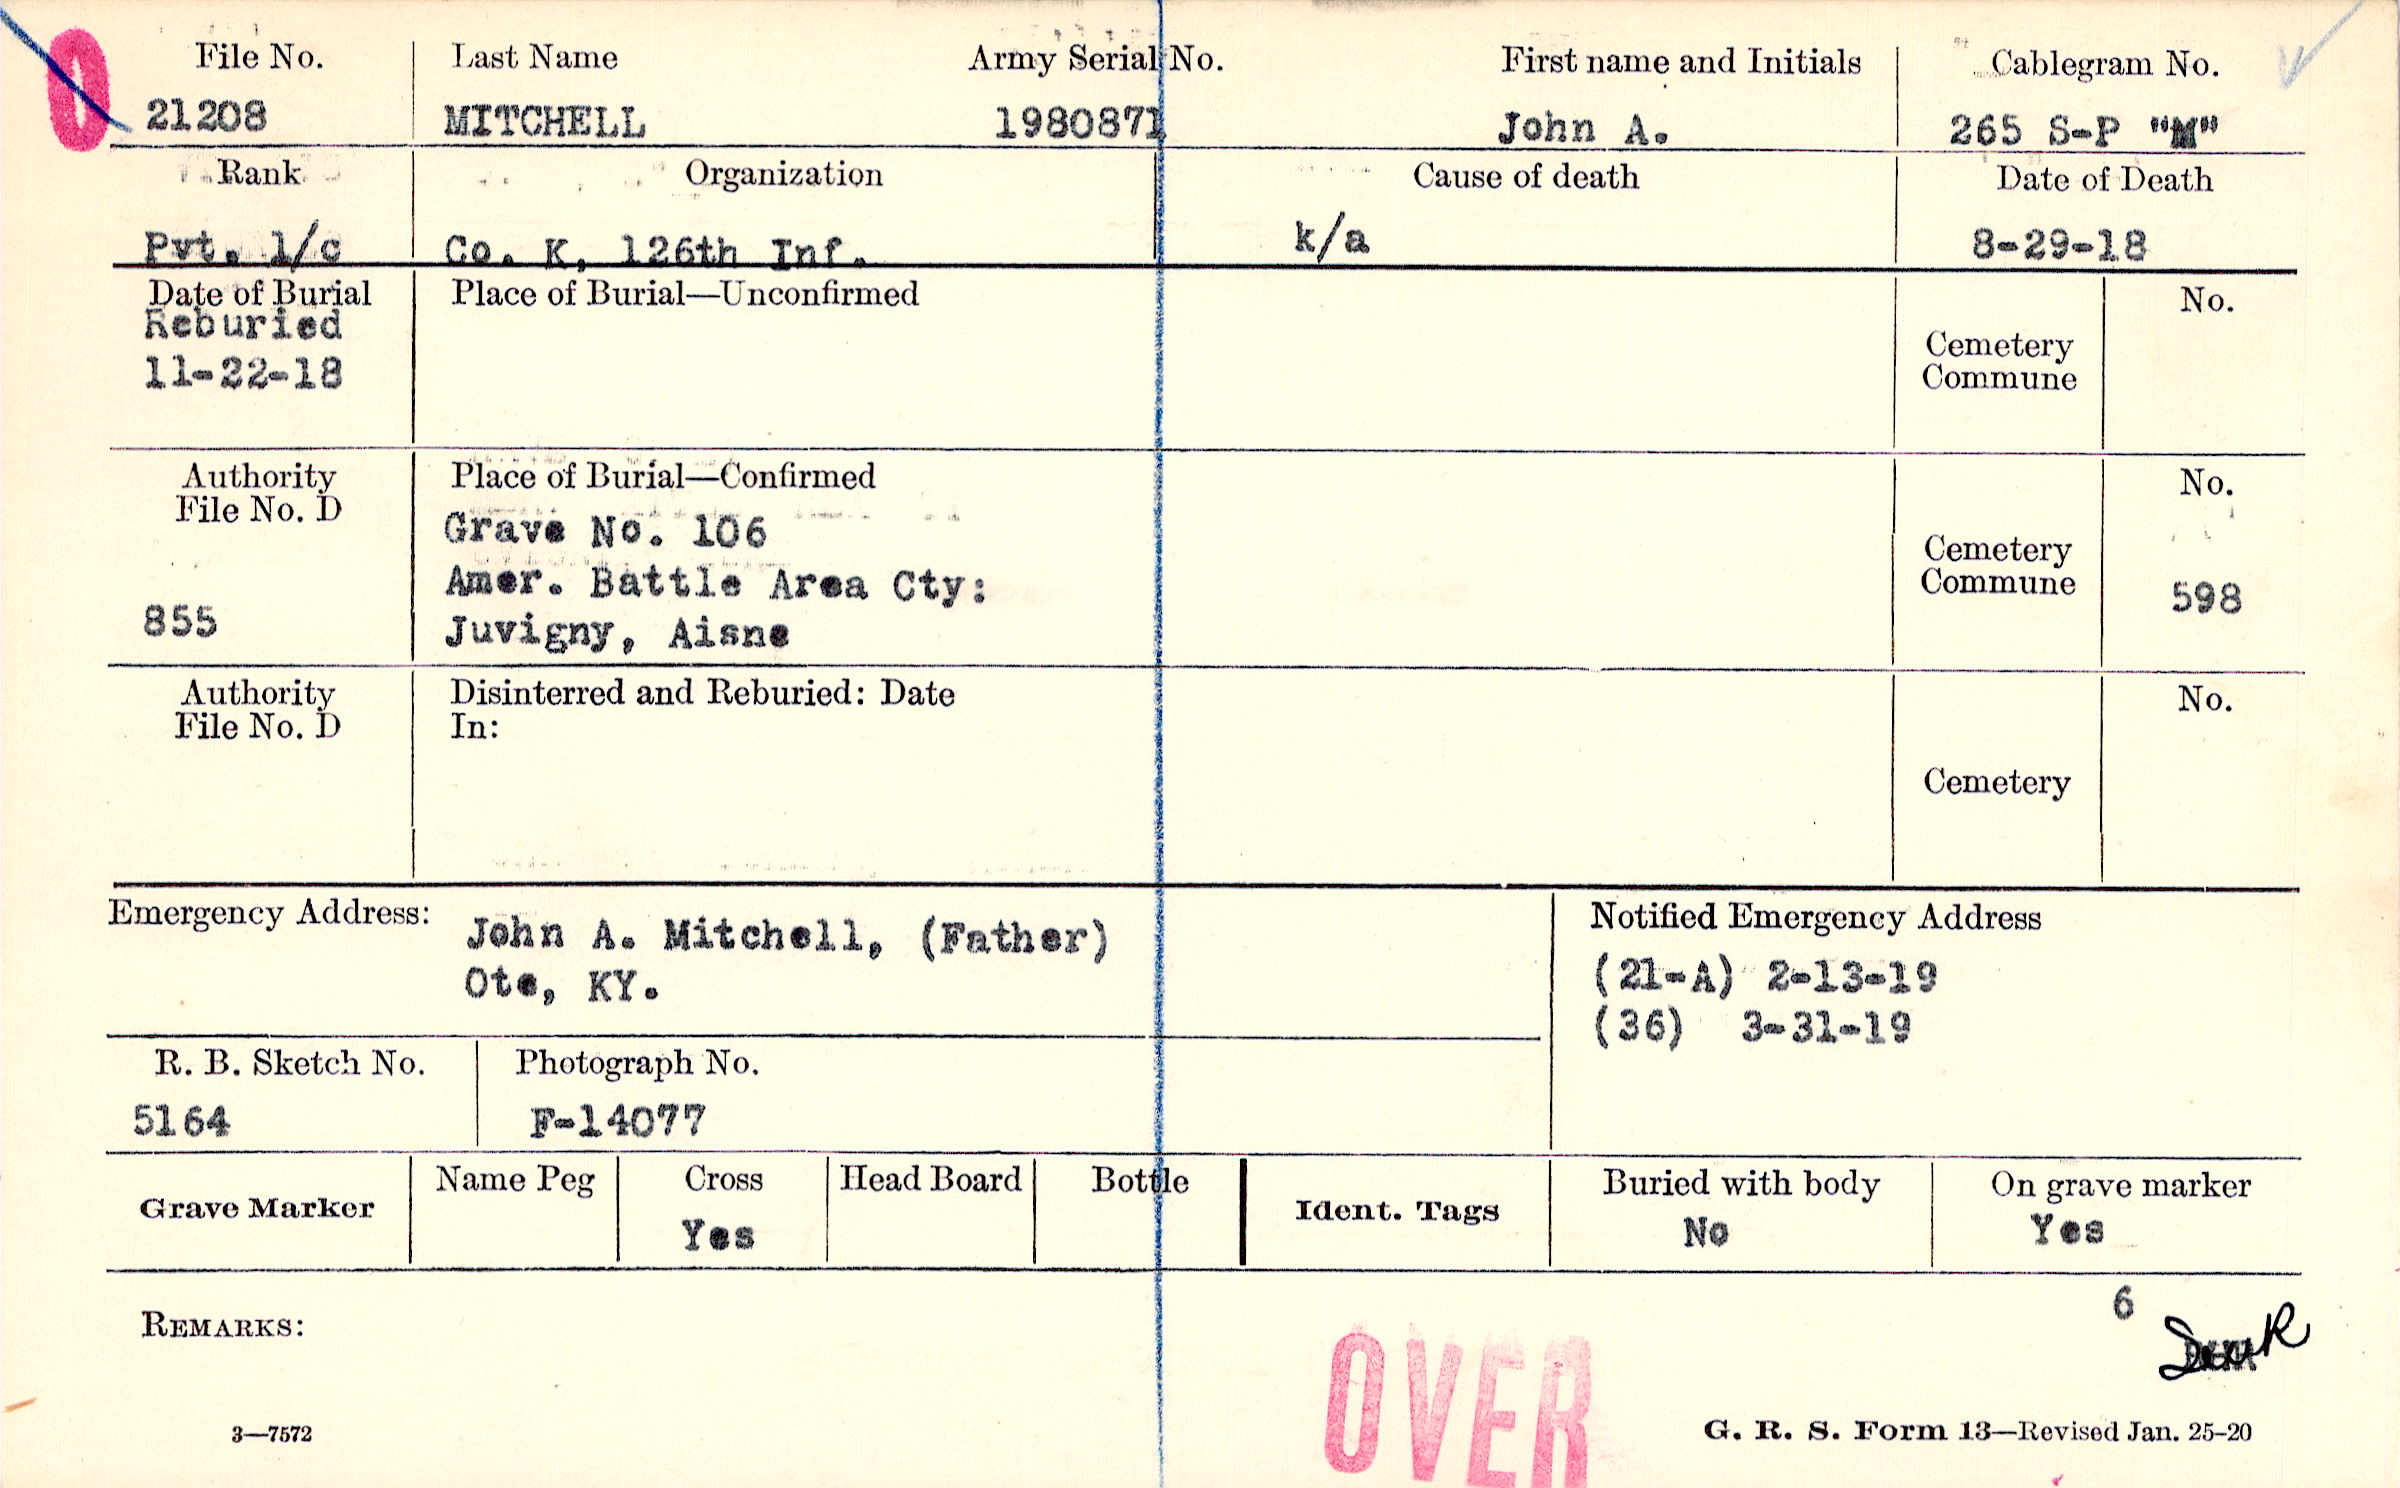 File No. Last Name Army Serial No. First name and Initials Cablegram No.
21208 MITCHELL 1980871 John A. 265 S-P "M"
Rank Organization Cause of death Date of Death
Pvt. 1/c Co. K, 126th Inf. k/a 8-29-18
Date of Burial Place of Burial—Unconfirmed No.
Reburied
11-22-18
Cemetery
Commune
Authority Place of Burial—Confirmed No.
File No. D
Grave No. 106
Amer. Battle Area Cty:
855 Juvigny, Aisne
Cemetery
Commune 598
Authority Disinterred and Reburied: Date No.
File No. D In:
Cemetery
Emergency Address: John A. Mitchell, (Father)
Ote, KY.
Notified Emergency Address
(21-A) 2-13-19
(36) 3-31-19
R. B. Sketch No. Photograph No.
5164 F-14077
Grave Marker Name Peg Cross Head Board Bottle Ident. Tags Buried with body On grave marker
Yes No Yes
6
REMARKS:
OVER
3—7572 G. R. S. Form 13—Revised Jan. 25-20